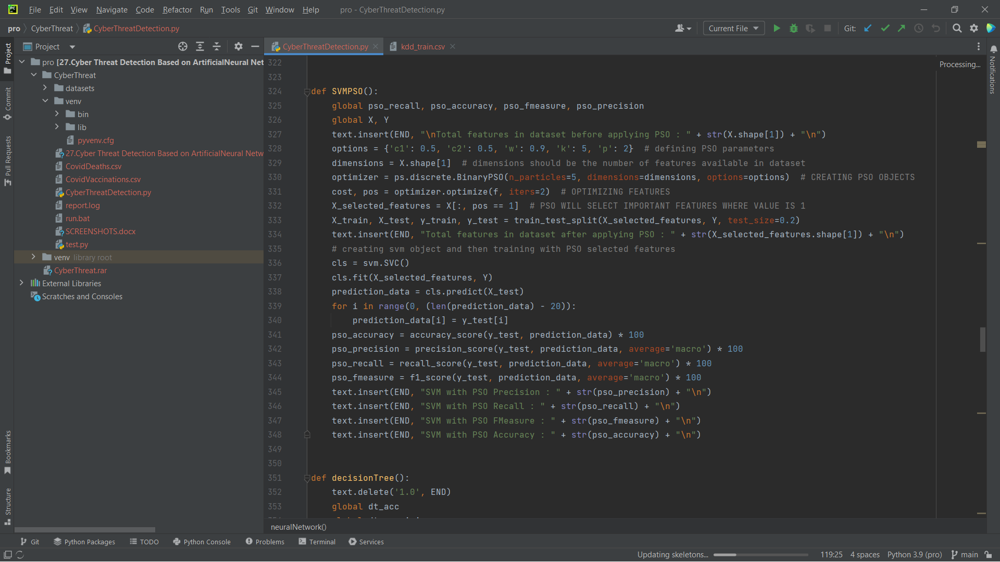 File Edit View Navigate Code Refactor Run Tools Git Window Help pro - CyberThreatDetection.py
pro CyberThreat CyberThreatDetection.py Current File Git:
Project
CyberThreatDetection.py kdd_train.csv
Project
Commit
Pull Requests
Bookmarks
Structure
Notifications
pro [27.Cyber Threat Detection Based on ArtificialNeural Net
CyberThreat
datasets
venv
bin
lib
pyvenv.cfg
27.Cyber Threat Detection Based on ArtificialNeural Netw
CovidDeaths.csv
CovidVaccinations.csv
CyberThreatDetection.py
report.log
run.bat
SCREENSHOTS.docx
test.py
venv library root
CyberThreat.rar
External Libraries
Scratches and Consoles
Processing...
322
323
324 def SVMPSO():
325 global pso_recall, pso_accuracy, pso_fmeasure, pso_precision
326 global X, Y
327 text.insert(END, "\nTotal features in dataset before applying PSO : " + str(X.shape[1]) + "\n")
328 options = {'c1': 0.5, 'c2': 0.5, 'w': 0.9, 'k': 5, 'p': 2}  # defining PSO parameters
329 dimensions = X.shape[1]  # dimensions should be the number of features available in dataset
330 optimizer = ps.discrete.BinaryPSO(n_particles=5, dimensions=dimensions, options=options)  # CREATING PSO OBJECTS
331 cost, pos = optimizer.optimize(f, iters=2)  # OPTIMIZING FEATURES
332 X_selected_features = X[:, pos == 1]  # PSO WILL SELECT IMPORTANT FEATURES WHERE VALUE IS 1
333 X_train, X_test, y_train, y_test = train_test_split(X_selected_features, Y, test_size=0.2)
334 text.insert(END, "Total features in dataset after applying PSO : " + str(X_selected_features.shape[1]) + "\n")
335 # creating svm object and then training with PSO selected features
336 cls = svm.SVC()
337 cls.fit(X_selected_features, Y)
338 prediction_data = cls.predict(X_test)
339 for i in range(0, (len(prediction_data) - 20)):
340 prediction_data[i] = y_test[i]
341 pso_accuracy = accuracy_score(y_test, prediction_data) * 100
342 pso_precision = precision_score(y_test, prediction_data, average='macro') * 100
343 pso_recall = recall_score(y_test, prediction_data, average='macro') * 100
344 pso_fmeasure = f1_score(y_test, prediction_data, average='macro') * 100
345 text.insert(END, "SVM with PSO Precision : " + str(pso_precision) + "\n")
346 text.insert(END, "SVM with PSO Recall : " + str(pso_recall) + "\n")
347 text.insert(END, "SVM with PSO FMeasure : " + str(pso_fmeasure) + "\n")
348 text.insert(END, "SVM with PSO Accuracy : " + str(pso_accuracy) + "\n")
349
350
351 def decisionTree():
352 text.delete('1.0', END)
353 global dt_acc
neuralNetwork()
Git Python Packages TODO Python Console Problems Terminal Services
Updating skeletons... 119:25 4 spaces Python 3.9 (pro) main